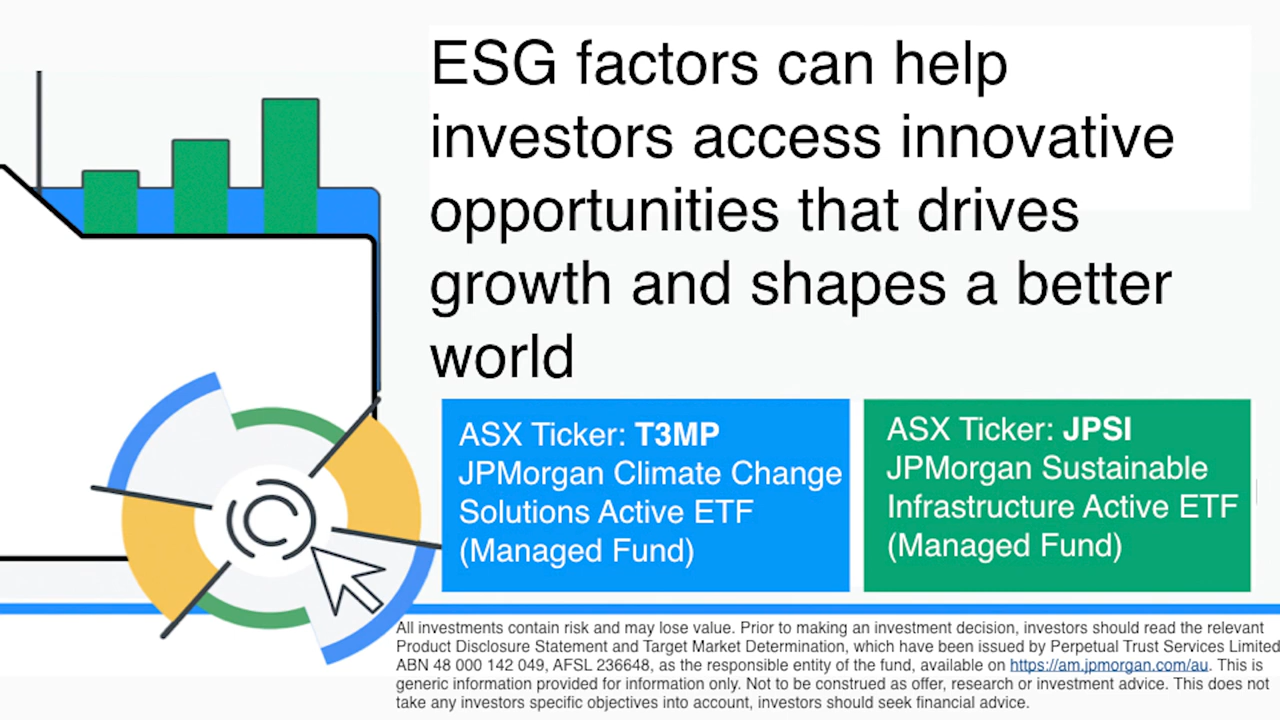 ESG factors can help
investors access innovative
opportunities that drives
growth and shapes a better
world
ASX Ticker: T3MP
JPMorgan Climate Change
Solutions Active ETF
(Managed Fund)
ASX Ticker: JPSI
JPMorgan Sustainable
Infrastructure Active ETF
(Managed Fund)
All investments contain risk and may lose value. Prior to making an investment decision, investors should read the relevant
Product Disclosure Statement and Target Market Determination, which have been issued by Perpetual Trust Services Limited
ABN 48 000 142 049, AFSL 236648, as the responsible entity of the fund, available on https://am.jpmorgan.com/au. This is
generic information provided for information only. Not to be construed as offer, research or investment advice. This does not
take any investors specific objectives into account, investors should seek financial advice.